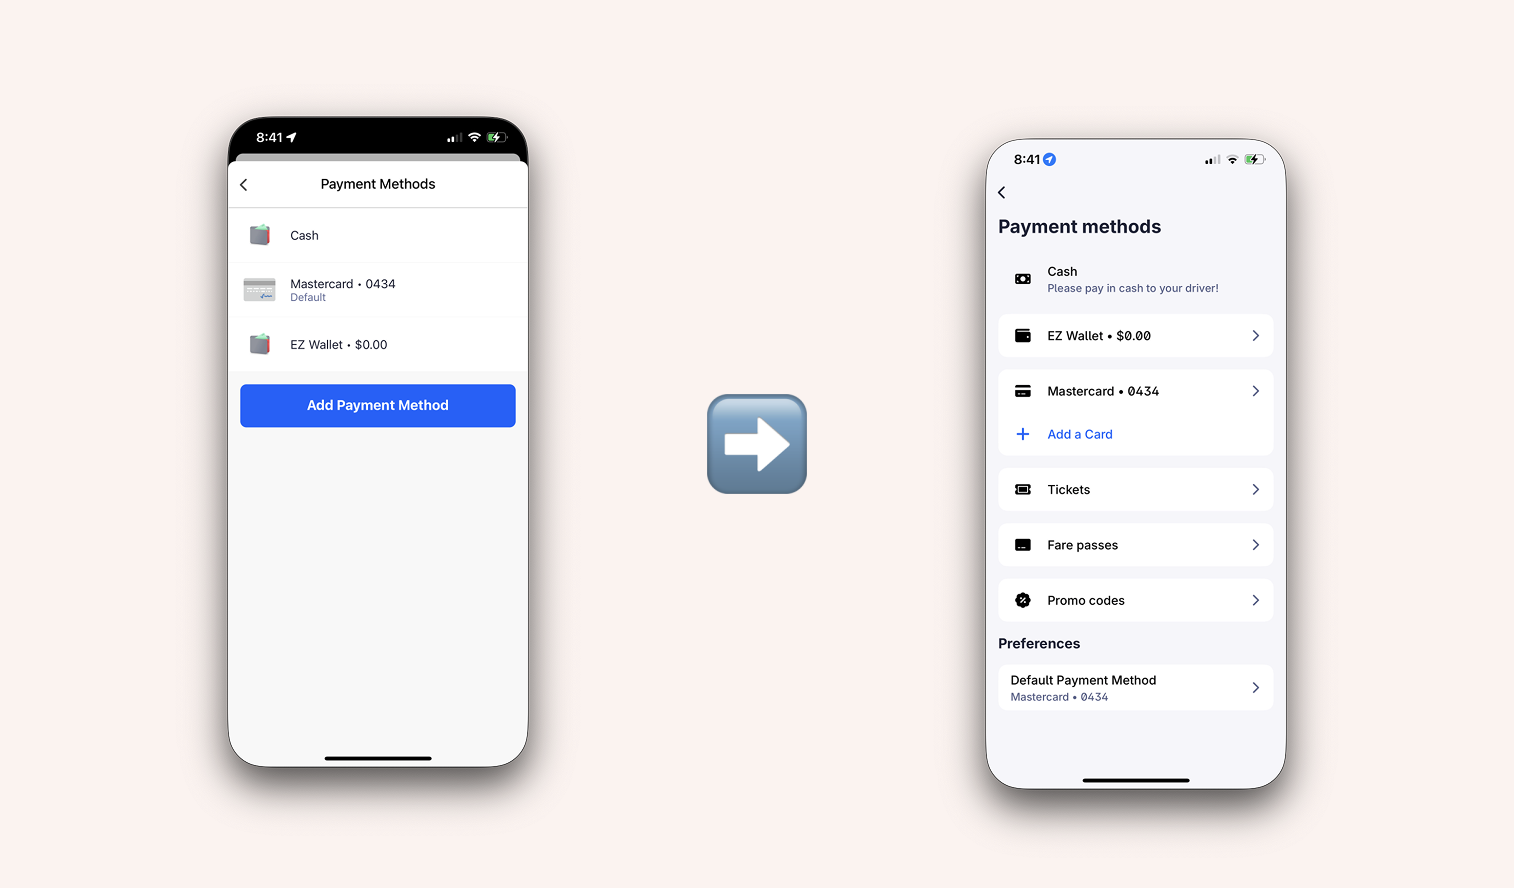 8:41
Payment Methods
Cash
Mastercard • 0434
Default
EZ Wallet • $0.00
Add Payment Method
8:41
Payment methods
Cash
Please pay in cash to your driver!
EZ Wallet • $0.00
Mastercard • 0434
Add a Card
Tickets
Fare passes
Promo codes
Preferences
Default Payment Method
Mastercard • 0434